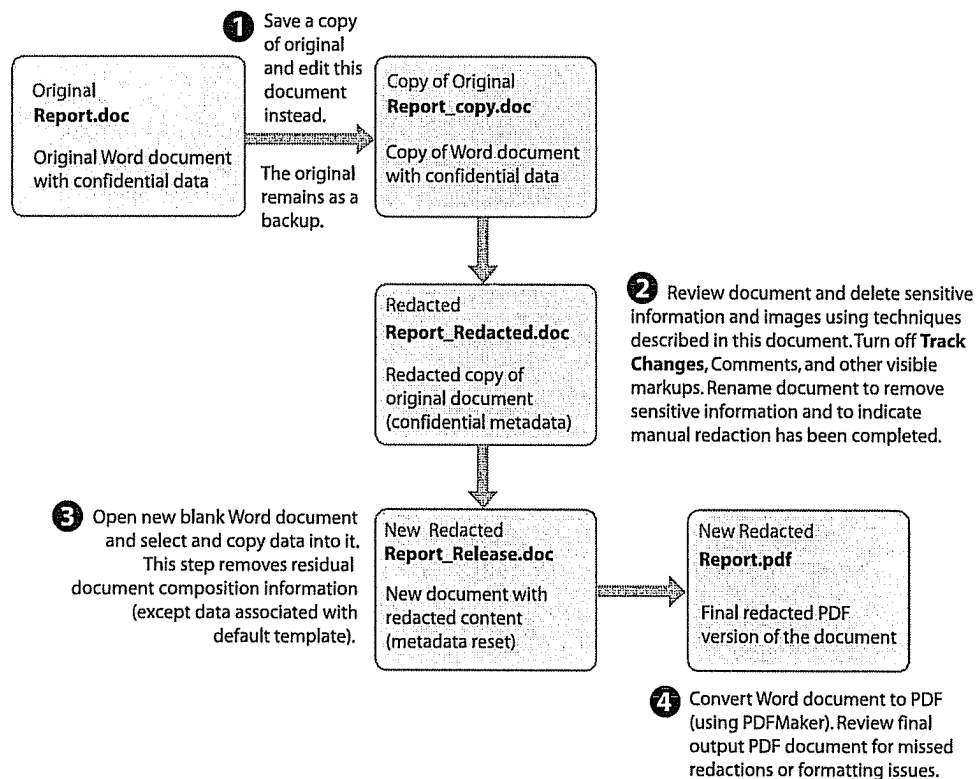 1 Save a copy
of original
and edit this
document
instead.
The original
remains as a
backup.
Original
Report.doc
Original Word document
with confidential data
Copy of Original
Report_copy.doc
Copy of Word document
with confidential data
Redacted
Report_Redacted.doc
Redacted copy of
original document
(confidential metadata)
2 Review document and delete sensitive
information and images using techniques
described in this document. Turn off Track
Changes, Comments, and other visible
markups. Rename document to remove
sensitive information and to indicate
manual redaction has been completed.
3 Open new blank Word document
and select and copy data into it.
This step removes residual
document composition information
(except data associated with
default template).
New Redacted
Report_Release.doc
New document with
redacted content
(metadata reset)
New Redacted
Report.pdf
Final redacted PDF
version of the document
4 Convert Word document to PDF
(using PDFMaker). Review final
output PDF document for missed
redactions or formatting issues.